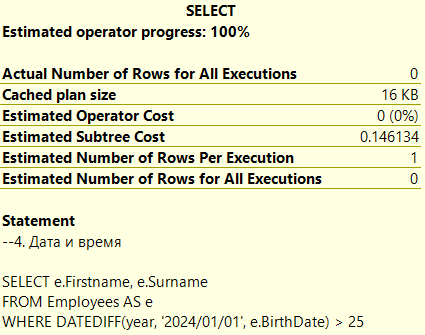 SELECT
Estimated operator progress: 100%
Actual Number of Rows for All Executions 0
Cached plan size 16 KB
Estimated Operator Cost 0 (0%)
Estimated Subtree Cost 0.146134
Estimated Number of Rows Per Execution 1
Estimated Number of Rows for All Executions 0
Statement
--4. Дата и время
SELECT e.Firstname, e.Surname
FROM Employees AS e
WHERE DATEDIFF(year, '2024/01/01', e.BirthDate) > 25